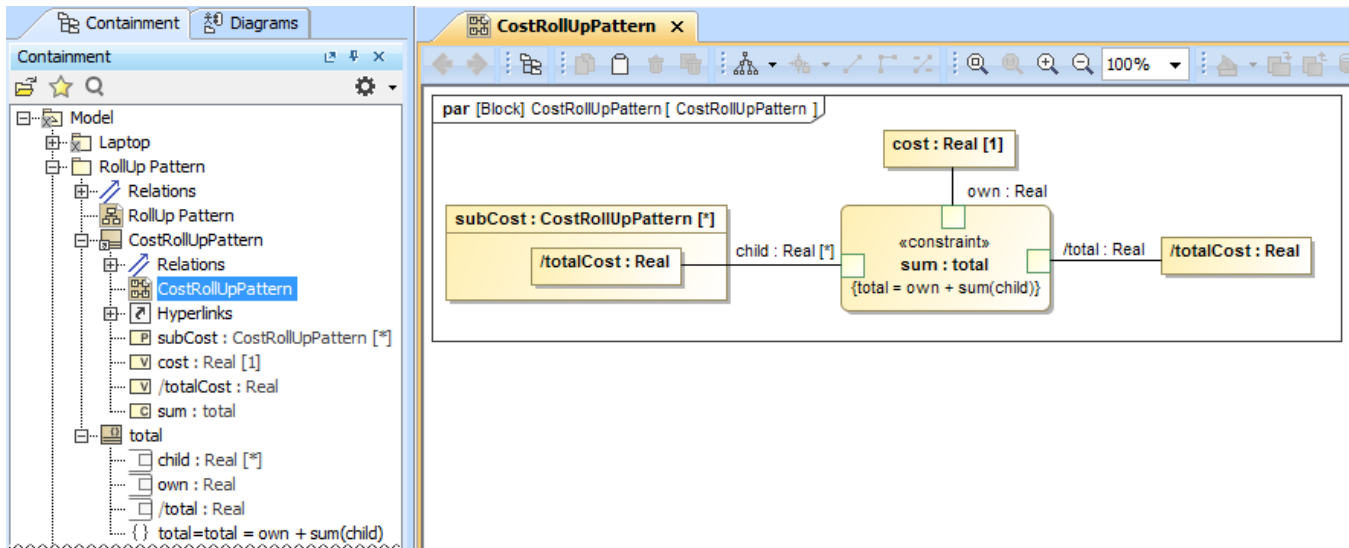 Containment
Diagrams
Containment
Model
Laptop
RollUp Pattern
Relations
RollUp Pattern
CostRollUpPattern
Relations
CostRollUpPattern
Hyperlinks
P subCost : CostRollUpPattern [*]
V cost : Real [1]
V /totalCost : Real
C sum : total
total
child : Real [*]
own : Real
/total : Real
{ } total=total = own + sum(child)
CostRollUpPattern
100%
par [Block] CostRollUpPattern [ CostRollUpPattern ]
cost : Real [1]
own : Real
subCost : CostRollUpPattern [*]
/totalCost : Real
child : Real [*]
«constraint»
sum : total
{total = own + sum(child)}
/total : Real
/totalCost : Real